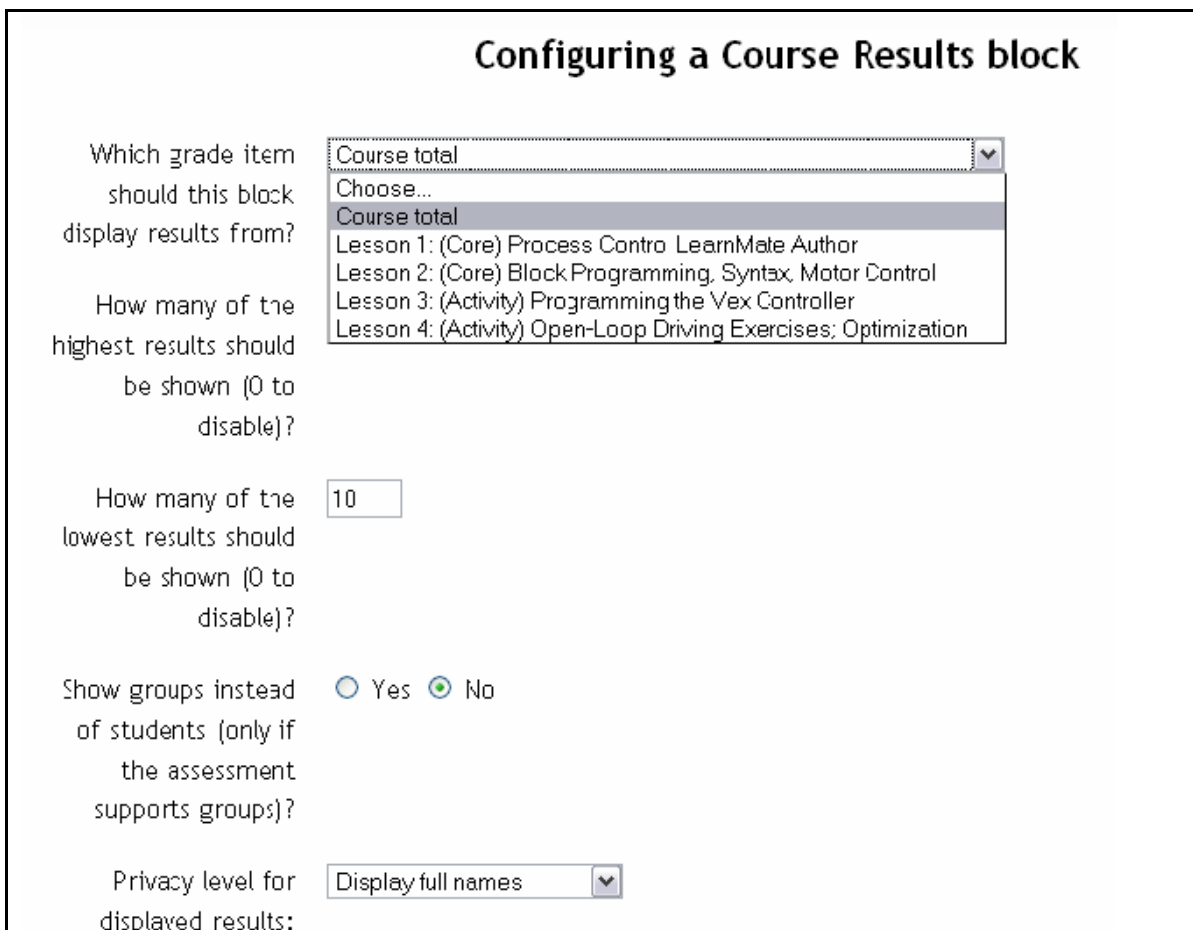 Configuring a Course Results block
Which grade item
should this block
display results from?
Course total
Choose...
Course total
Lesson 1: (Core) Process Contro LearnMate Author
Lesson 2: (Core) Block Programming, Syntax, Motor Control
Lesson 3: (Activity) Programming the Vex Controller
Lesson 4: (Activity) Open-Loop Driving Exercises; Optimization
How many of the
highest results should
be shown (0 to
disable)?
How many of the
lowest results should
be shown (0 to
disable)?
10
Show groups instead
of students (only if
the assessment
supports groups)?
Yes No
Privacy level for
displayed results:
Display full names